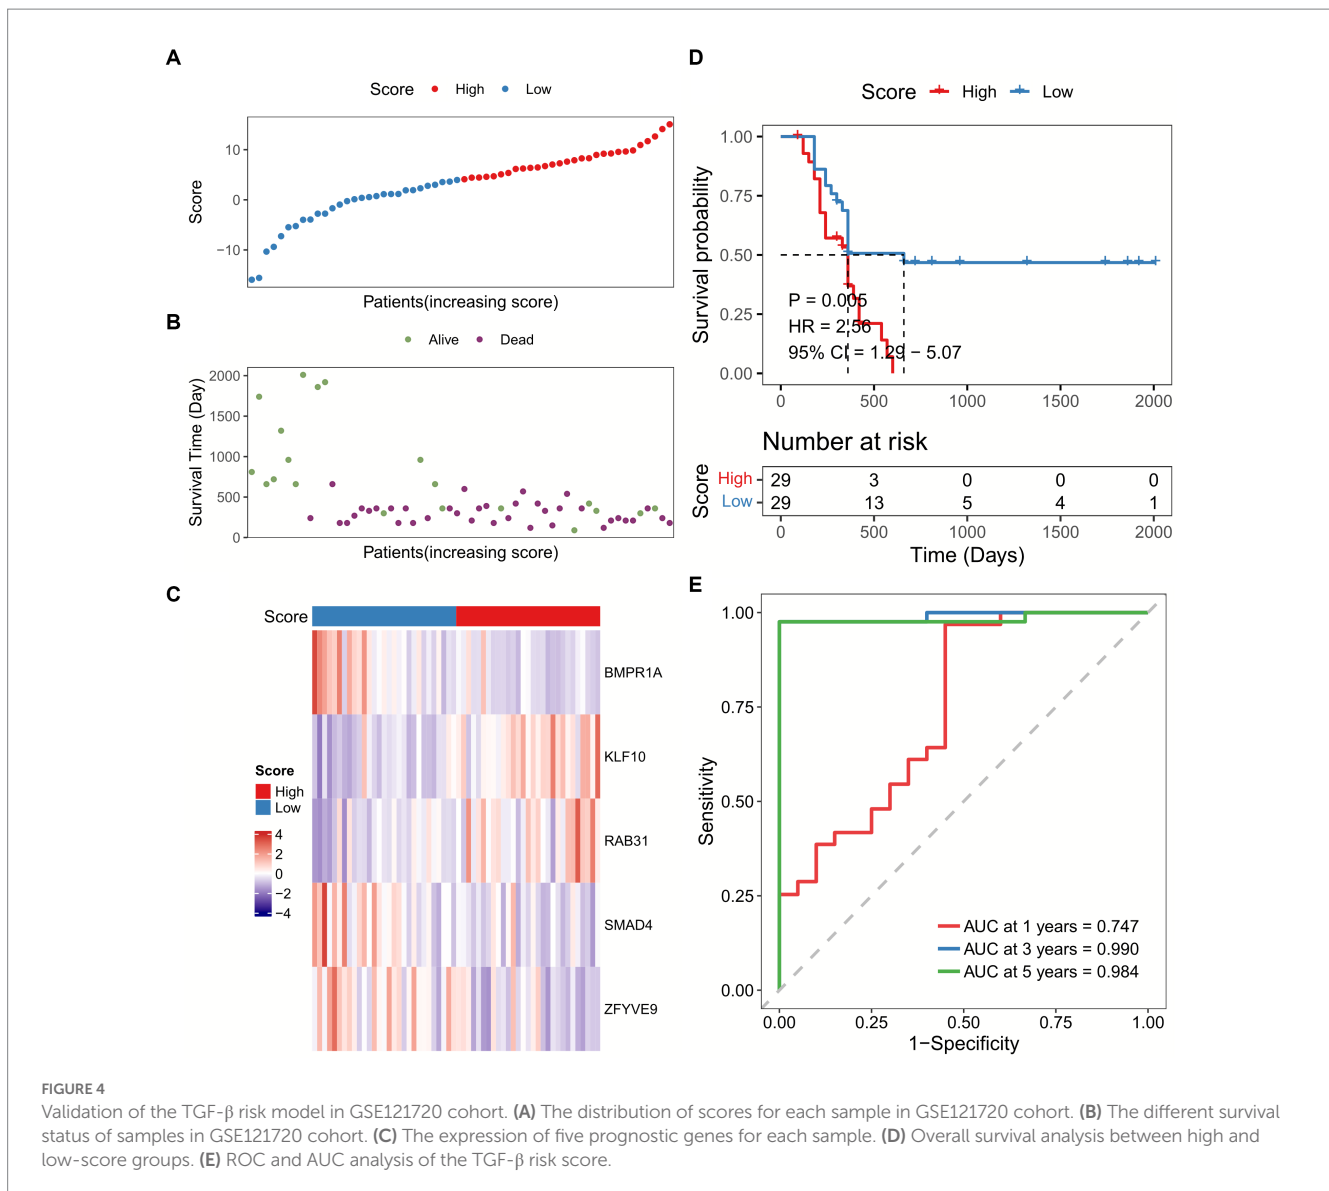 A
Score High Low
10
0
−10
Score
Patients(increasing score)
B
Alive Dead
2000
1500
1000
500
0
Survival Time (Day)
Patients(increasing score)
C
Score
BMPR1A
KLF10
RAB31
SMAD4
ZFYVE9
Score
High
Low
4
2
0
−2
−4
D
Score High Low
1.00
0.75
0.50
0.25
0.00
Survival probability
P = 0.005
HR = 2.56
95% CI = 1.29 − 5.07
0 500 1000 1500 2000
Number at risk
Score
High 29 3 0 0 0
Low 29 13 5 4 1
0 500 1000 1500 2000
Time (Days)
E
1.00
0.75
0.50
0.25
0.00
Sensitivity
AUC at 1 years = 0.747
AUC at 3 years = 0.990
AUC at 5 years = 0.984
0.00 0.25 0.50 0.75 1.00
1−Specificity
FIGURE 4
Validation of the TGF-β risk model in GSE121720 cohort. (A) The distribution of scores for each sample in GSE121720 cohort. (B) The different survival
status of samples in GSE121720 cohort. (C) The expression of five prognostic genes for each sample. (D) Overall survival analysis between high and
low-score groups. (E) ROC and AUC analysis of the TGF-β risk score.